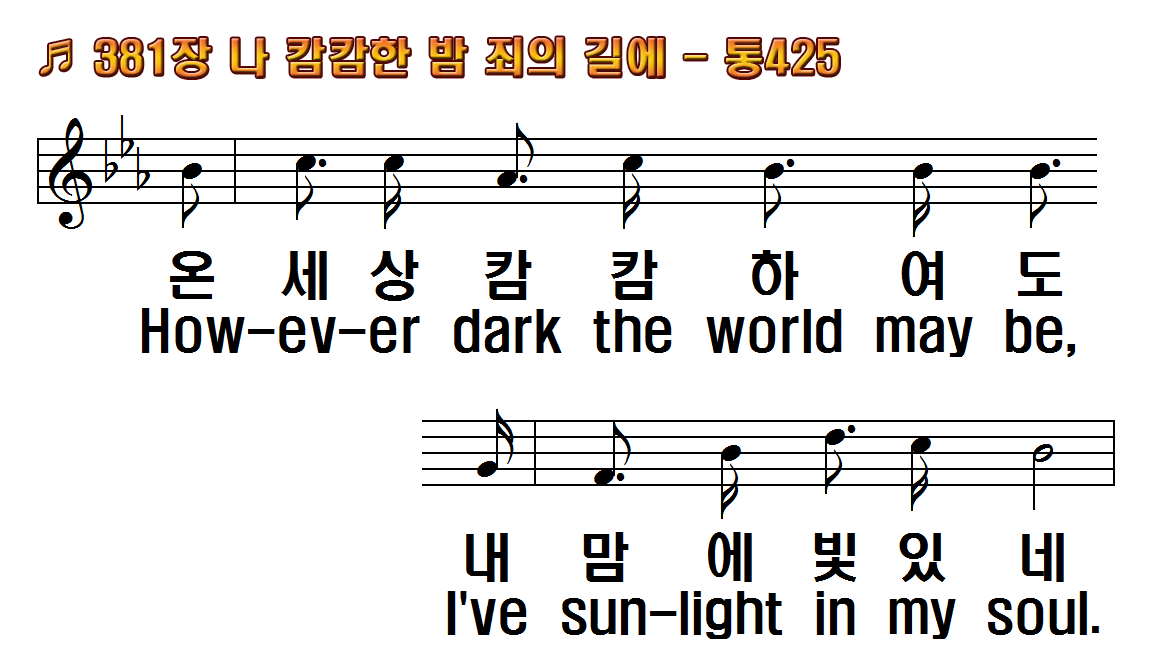 ♬ 381장 나 캄캄한 밤 죄의 길에 - 통425
온 세 상 캄 캄 하 여 도
How-ev-er dark the world may be,
내 맘 에 빛 있 네
I've sun-light in my soul.